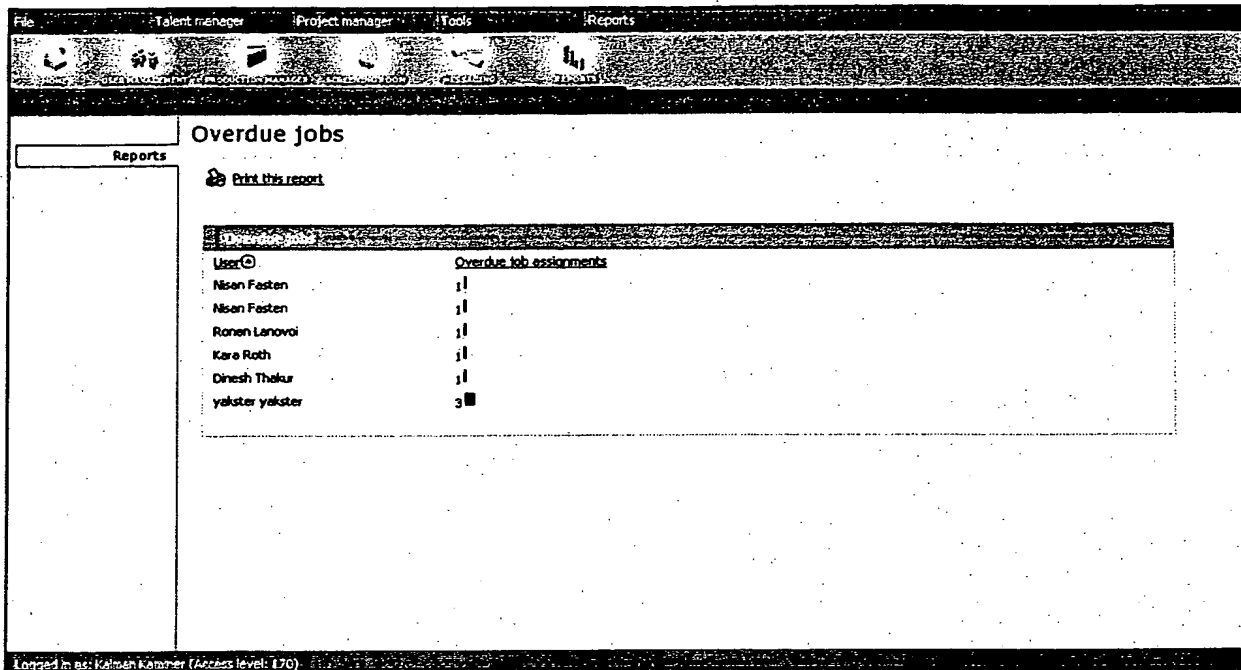 File Talent manager Project manager Tools Reports
Overdue jobs
Reports
Print this report
Overdue jobs
User Overdue job assignments
Nisan Fasten 1
Nisan Fasten 1
Ronen Lanovoi 1
Kara Roth 1
Dinesh Thakur 1
yakster yakster 3
Logged in as: Kalman Kammer (Access level: 170)